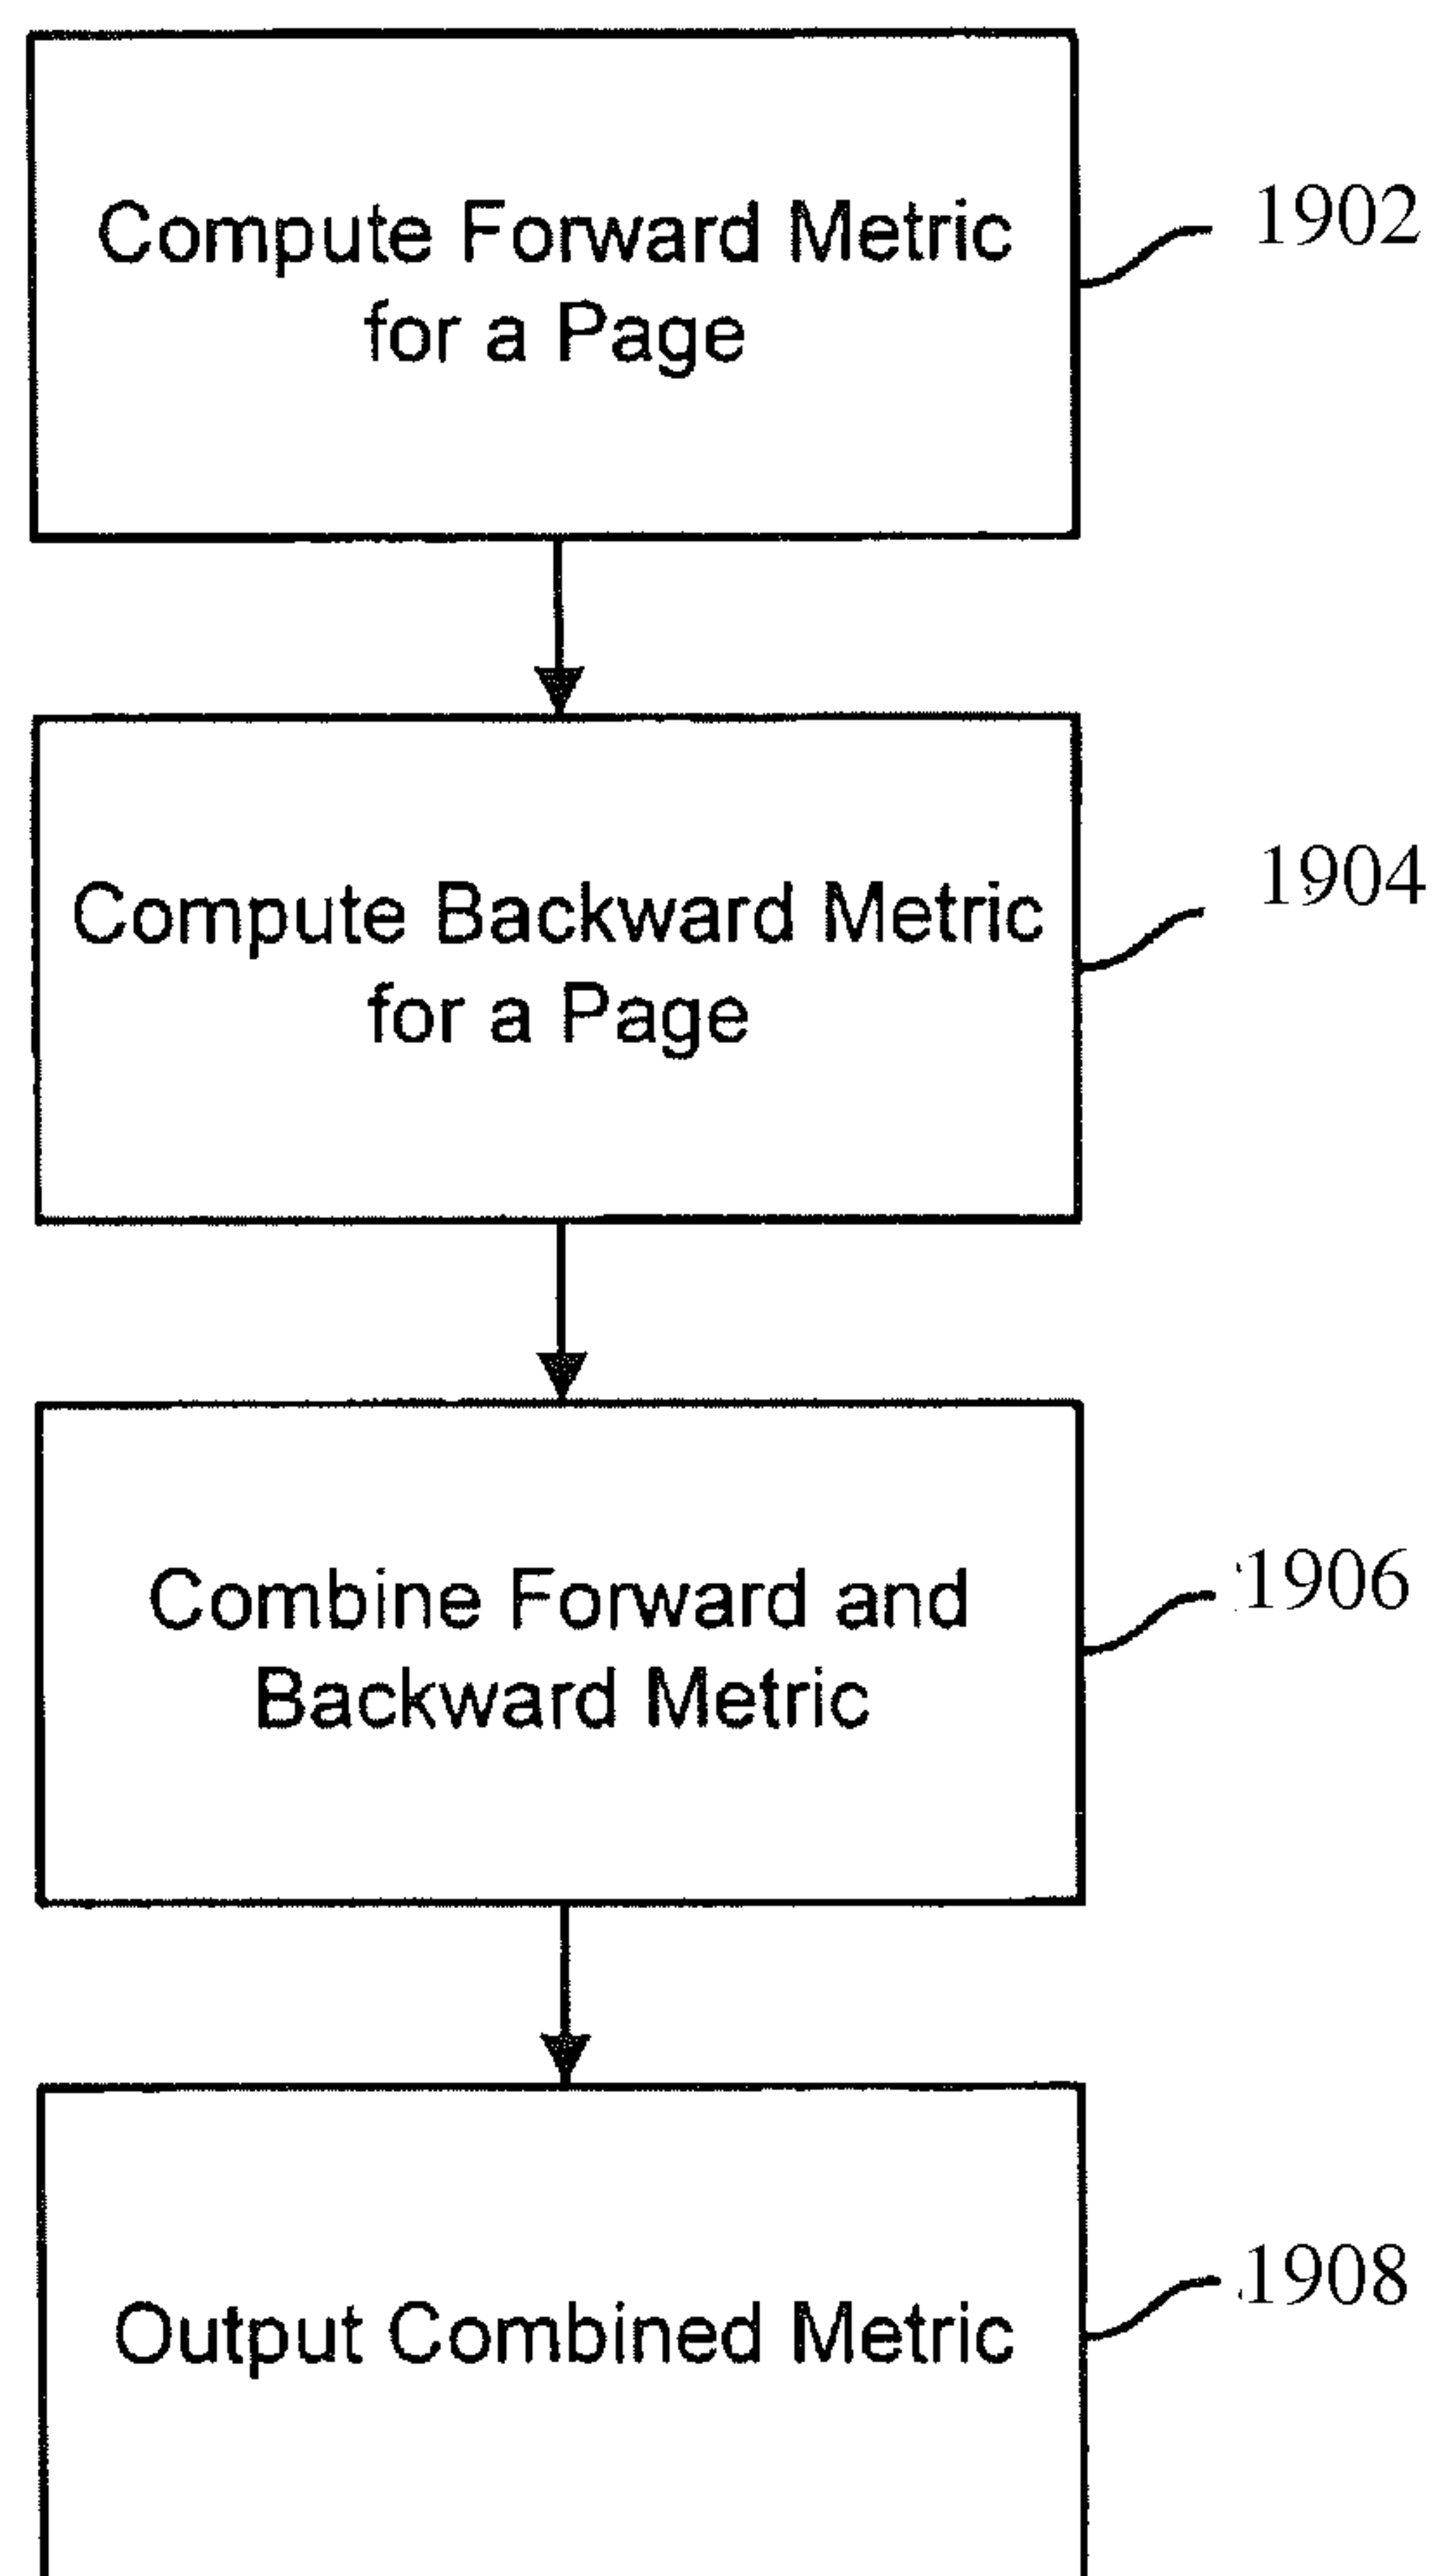 Compute Forward Metric
for a Page
1902
Compute Backward Metric
for a Page
1904
Combine Forward and
Backward Metric
1906
Output Combined Metric
1908